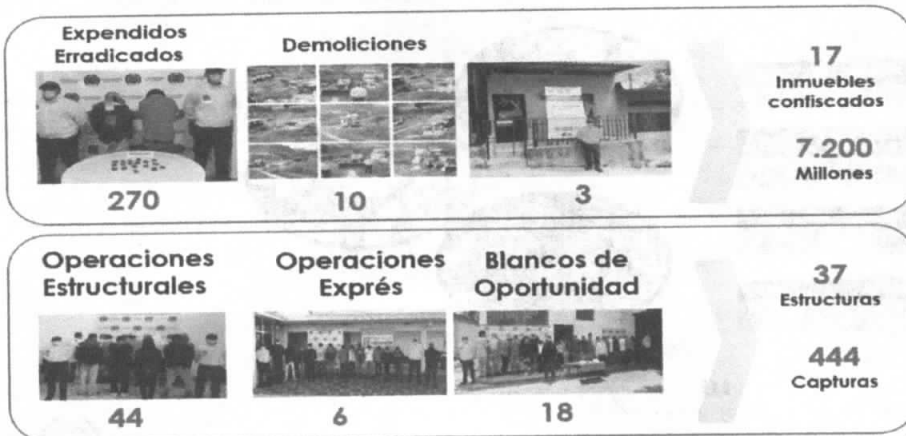 Expendidos
Erradicados
270
Demoliciones
10
3
17
Inmuebles
confiscados
7.200
Millones
Operaciones
Estructurales
44
Operaciones
Exprés
6
Blancos de
Oportunidad
18
37
Estructuras
444
Capturas